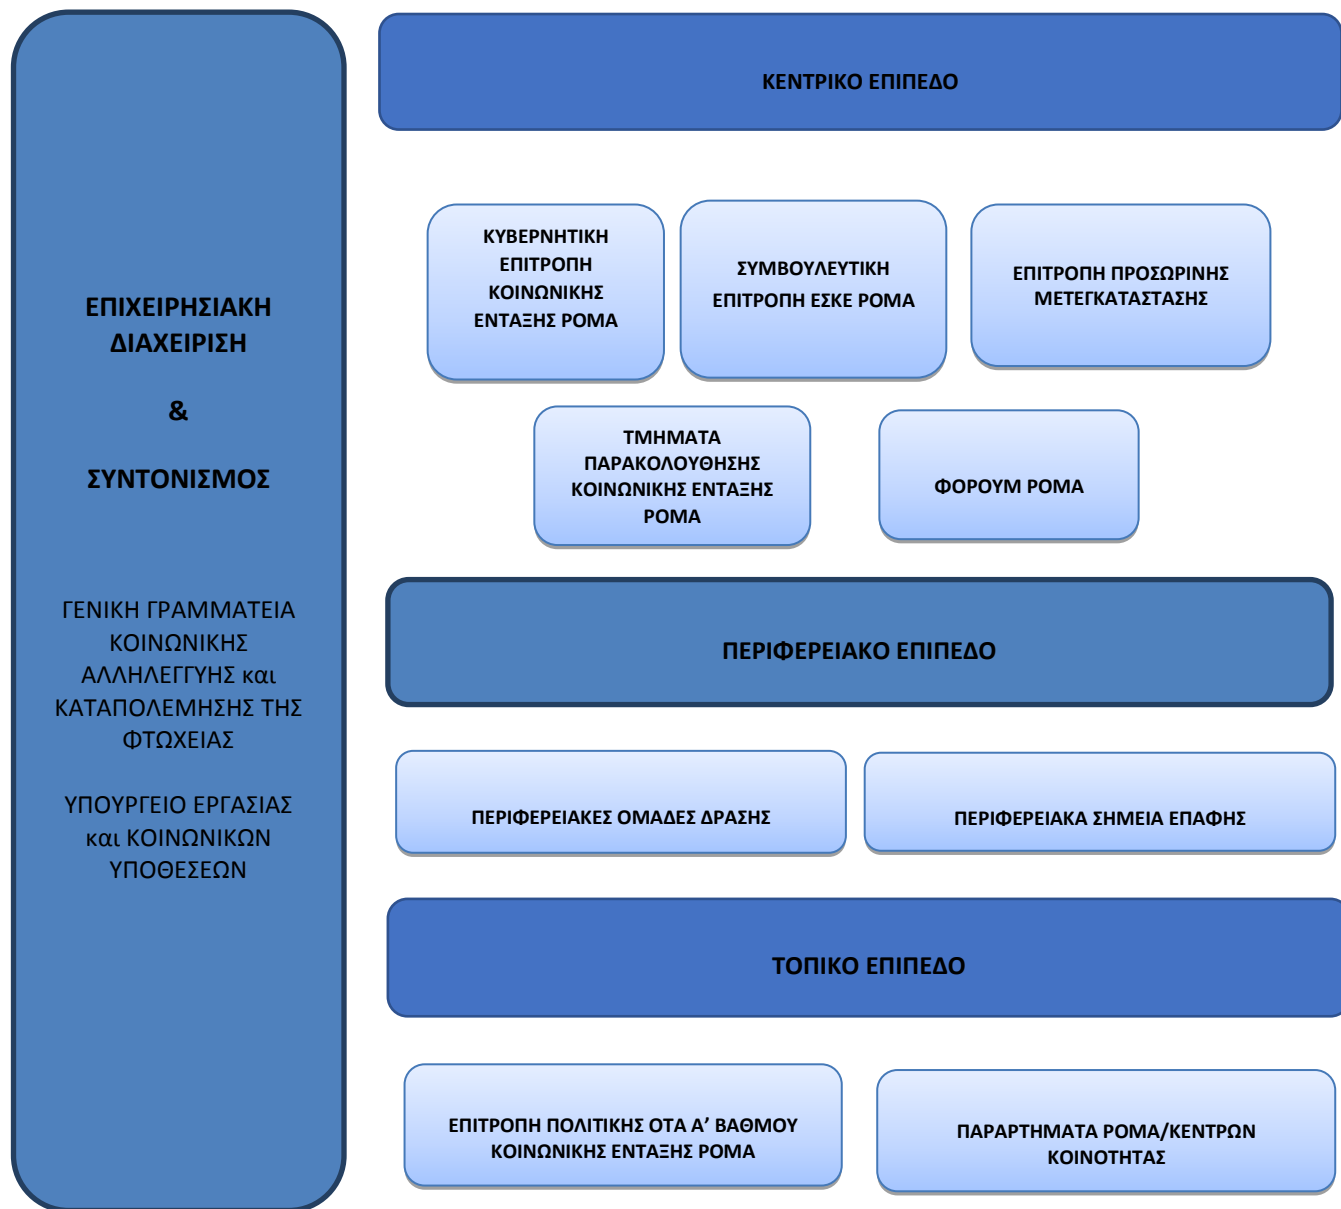 ΕΠΙΧΕΙΡΗΣΙΑΚΗ
ΔΙΑΧΕΙΡΙΣΗ
&
ΣΥΝΤΟΝΙΣΜΟΣ
ΓΕΝΙΚΗ ΓΡΑΜΜΑΤΕΙΑ
ΚΟΙΝΩΝΙΚΗΣ
ΑΛΛΗΛΕΓΓΥΗΣ και
ΚΑΤΑΠΟΛΕΜΗΣΗΣ ΤΗΣ
ΦΤΩΧΕΙΑΣ
ΥΠΟΥΡΓΕΙΟ ΕΡΓΑΣΙΑΣ
και ΚΟΙΝΩΝΙΚΩΝ
ΥΠΟΘΕΣΕΩΝ
ΚΕΝΤΡΙΚΟ ΕΠΙΠΕΔΟ
ΚΥΒΕΡΝΗΤΙΚΗ
ΕΠΙΤΡΟΠΗ
ΚΟΙΝΩΝΙΚΗΣ
ΕΝΤΑΞΗΣ ΡΟΜΑ
ΣΥΜΒΟΥΛΕΥΤΙΚΗ
ΕΠΙΤΡΟΠΗ ΕΣΚΕ ΡΟΜΑ
ΕΠΙΤΡΟΠΗ ΠΡΟΣΩΡΙΝΗΣ
ΜΕΤΕΓΚΑΤΑΣΤΑΣΗΣ
ΤΜΗΜΑΤΑ
ΠΑΡΑΚΟΛΟΥΘΗΣΗΣ
ΚΟΙΝΩΝΙΚΗΣ ΕΝΤΑΞΗΣ
ΡΟΜΑ
ΦΟΡΟΥΜ ΡΟΜΑ
ΠΕΡΙΦΕΡΕΙΑΚΟ ΕΠΙΠΕΔΟ
ΠΕΡΙΦΕΡΕΙΑΚΕΣ ΟΜΑΔΕΣ ΔΡΑΣΗΣ
ΠΕΡΙΦΕΡΕΙΑΚΑ ΣΗΜΕΙΑ ΕΠΑΦΗΣ
ΤΟΠΙΚΟ ΕΠΙΠΕΔΟ
ΕΠΙΤΡΟΠΗ ΠΟΛΙΤΙΚΗΣ ΟΤΑ Α’ ΒΑΘΜΟΥ
ΚΟΙΝΩΝΙΚΗΣ ΕΝΤΑΞΗΣ ΡΟΜΑ
ΠΑΡΑΡΤΗΜΑΤΑ ΡΟΜΑ/ΚΕΝΤΡΩΝ
ΚΟΙΝΟΤΗΤΑΣ